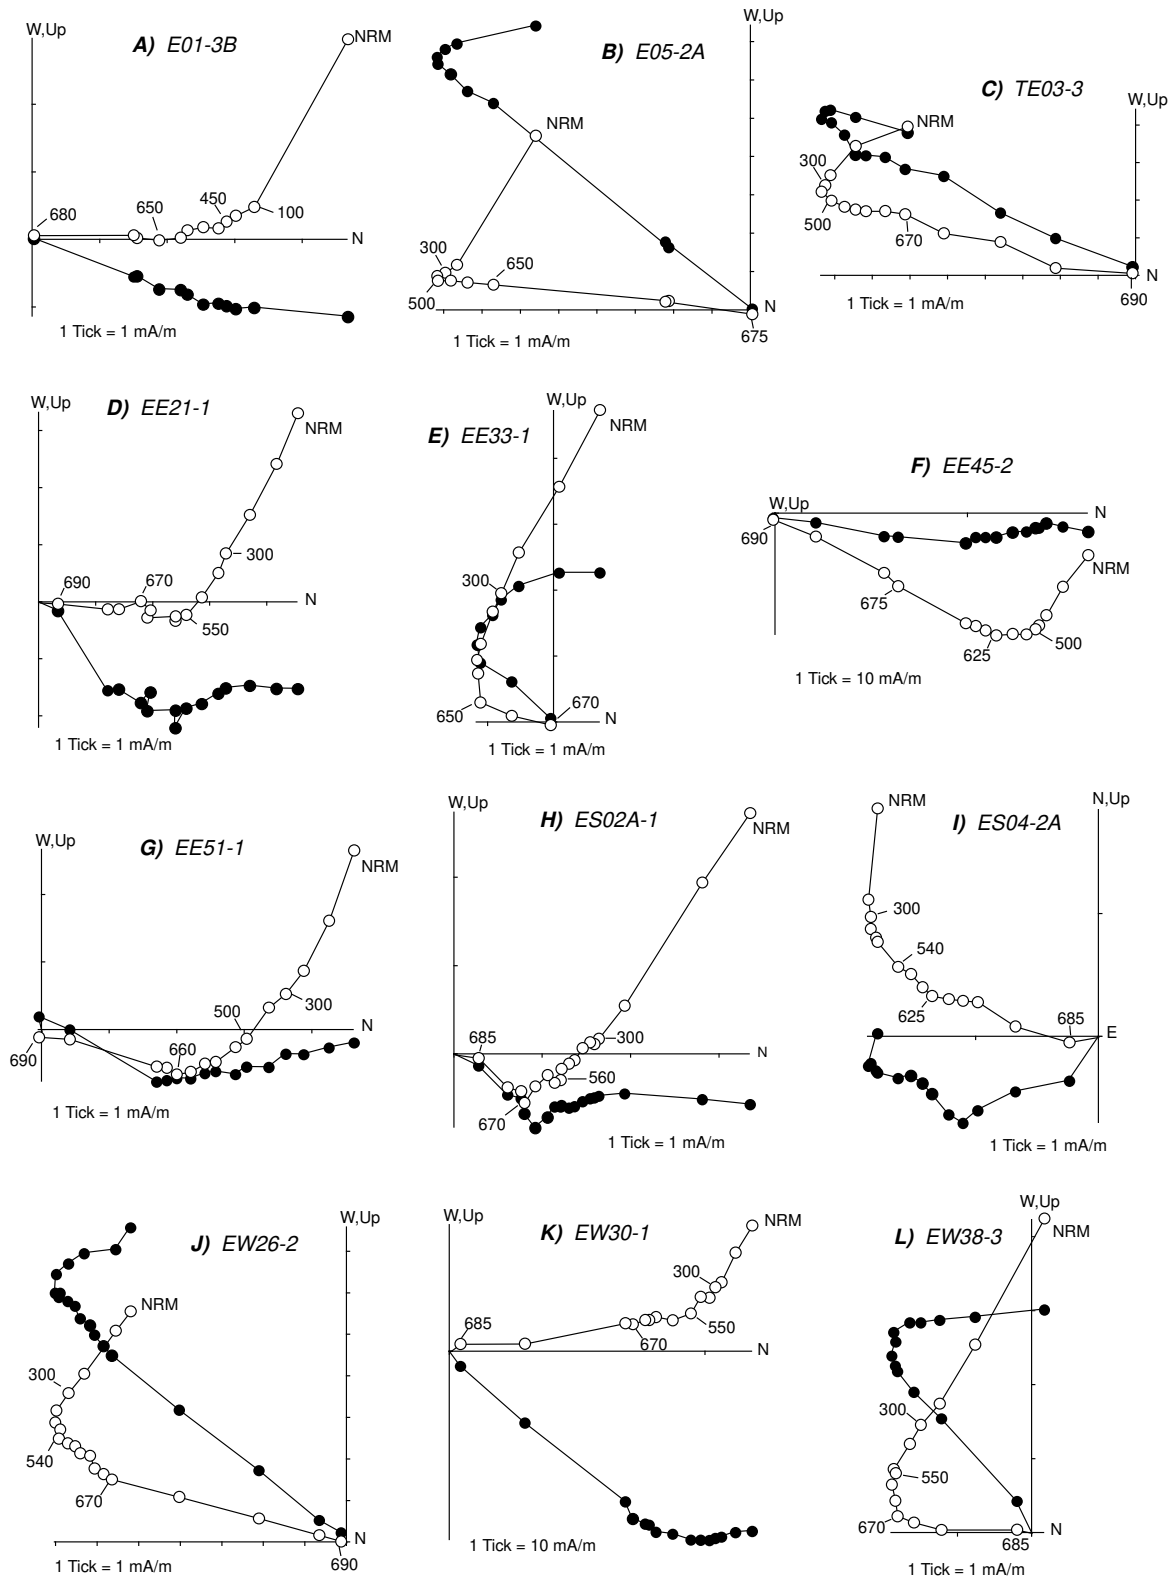 W,Up
A) E01-3B
NRM
680
650
450
100
N
1 Tick = 1 mA/m
W,Up
B) E05-2A
NRM
300
500
650
N
675
1 Tick = 1 mA/m
C) TE03-3
W,Up
NRM
300
500
670
N
690
1 Tick = 1 mA/m
W,Up
D) EE21-1
NRM
300
690
670
550
N
1 Tick = 1 mA/m
W,Up
E) EE33-1
NRM
300
650
670
N
1 Tick = 1 mA/m
F) EE45-2
W,Up
N
690
NRM
675
625
500
1 Tick = 10 mA/m
W,Up
G) EE51-1
NRM
500
300
N
690
660
1 Tick = 1 mA/m
W,Up
H) ES02A-1
NRM
300
685
N
560
670
1 Tick = 1 mA/m
NRM
N,Up
I) ES04-2A
300
540
625
685
E
1 Tick = 1 mA/m
W,Up
J) EW26-2
NRM
300
540
670
N
690
1 Tick = 1 mA/m
W,Up
K) EW30-1
NRM
300
550
685
670
N
1 Tick = 10 mA/m
W,Up
L) EW38-3
NRM
300
550
670
N
685
1 Tick = 1 mA/m